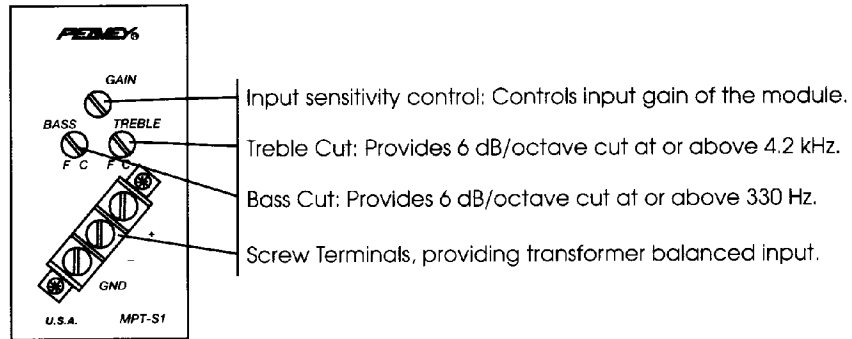 PEAVEY
GAIN
BASS TREBLE
F C F C
+
−
GND
U.S.A. MPT-S1
Input sensitivity control: Controls input gain of the module.
Treble Cut: Provides 6 dB/octave cut at or above 4.2 kHz.
Bass Cut: Provides 6 dB/octave cut at or above 330 Hz.
Screw Terminals, providing transformer balanced input.